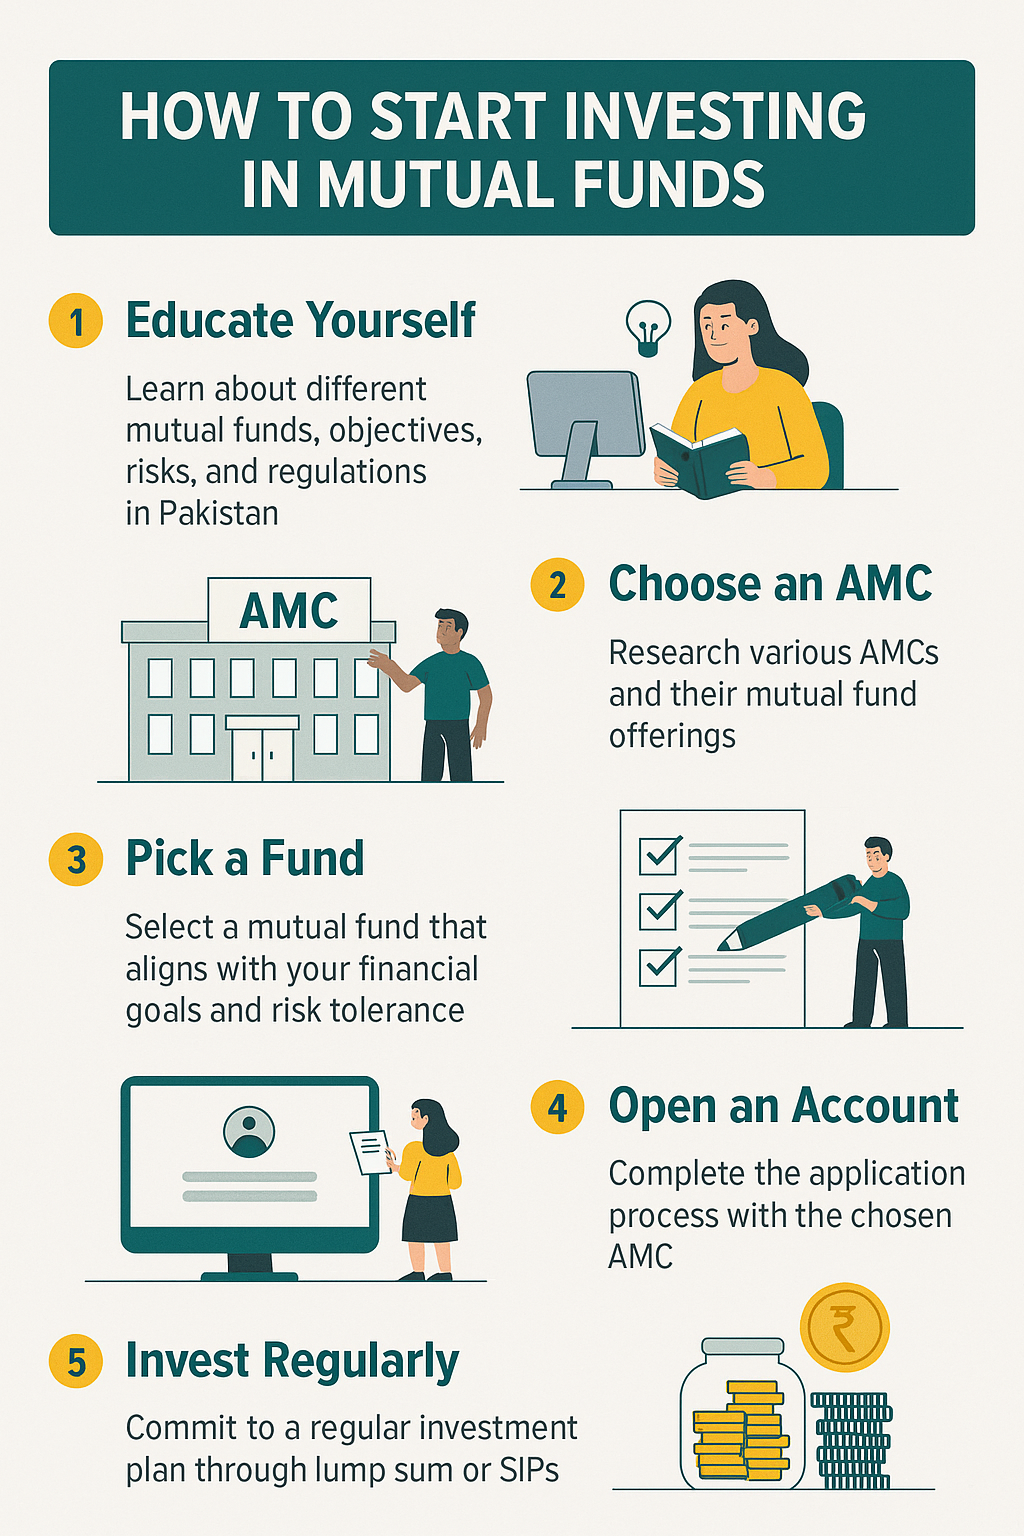 HOW TO START INVESTING
IN MUTUAL FUNDS
1
Educate Yourself
Learn about different
mutual funds, objectives,
risks, and regulations
in Pakistan
AMC
2
Choose an AMC
Research various AMCs
and their mutual fund
offerings
3
Pick a Fund
Select a mutual fund that
aligns with your financial
goals and risk tolerance
4
Open an Account
Complete the application
process with the chosen
AMC
5
Invest Regularly
Commit to a regular investment
plan through lump sum or SIPs
₹